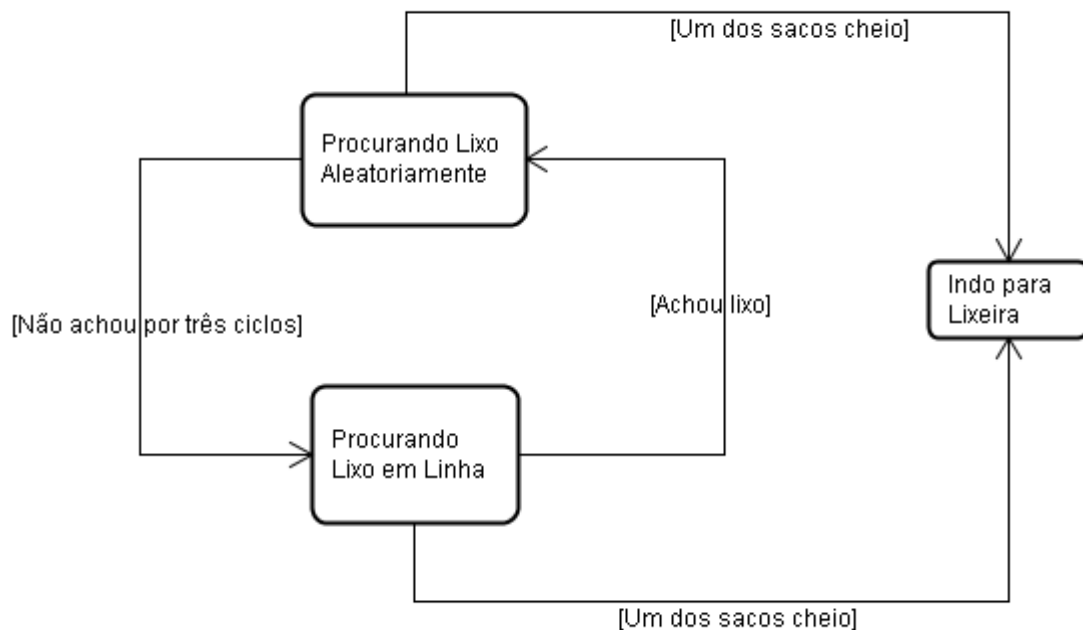 [Um dos sacos cheio]
Procurando Lixo
Aleatoriamente
Indo para
Lixeira
[Achou lixo]
[Não achou por três ciclos]
Procurando
Lixo em Linha
[Um dos sacos cheio]